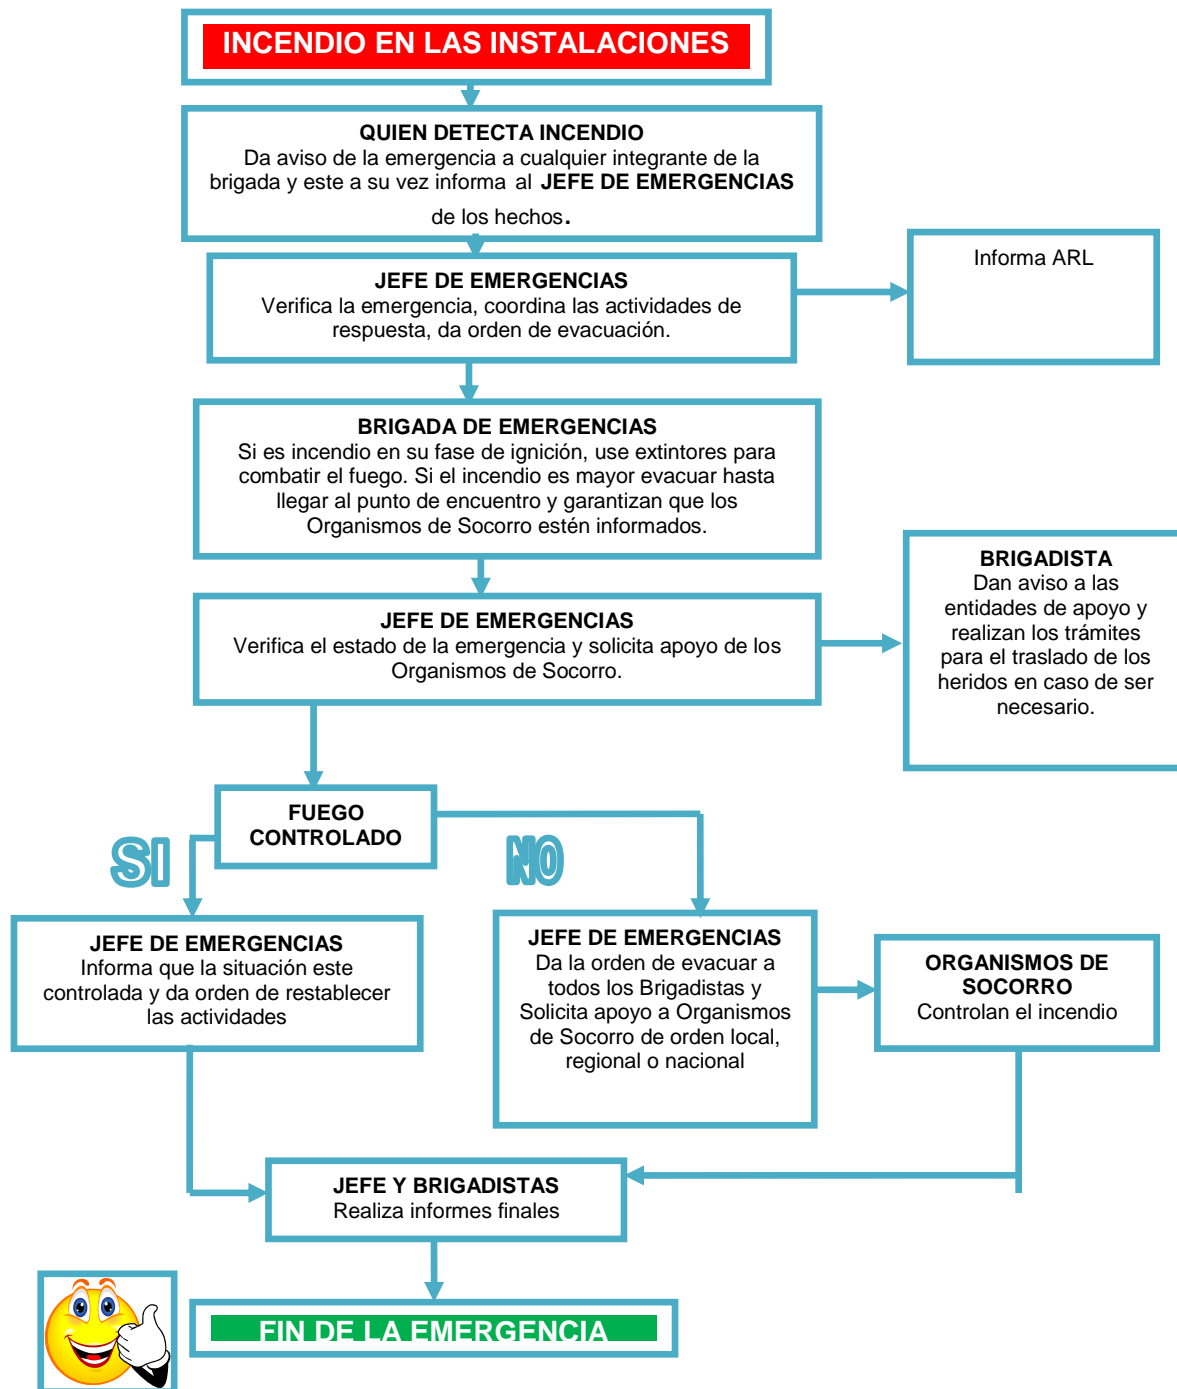 INCENDIO EN LAS INSTALACIONES
QUIEN DETECTA INCENDIO
Da aviso de la emergencia a cualquier integrante de la
brigada y este a su vez informa al JEFE DE EMERGENCIAS
de los hechos.
JEFE DE EMERGENCIAS
Verifica la emergencia, coordina las actividades de
respuesta, da orden de evacuación.
Informa ARL
BRIGADA DE EMERGENCIAS
Si es incendio en su fase de ignición, use extintores para
combatir el fuego. Si el incendio es mayor evacuar hasta
llegar al punto de encuentro y garantizan que los
Organismos de Socorro estén informados.
JEFE DE EMERGENCIAS
Verifica el estado de la emergencia y solicita apoyo de los
Organismos de Socorro.
BRIGADISTA
Dan aviso a las
entidades de apoyo y
realizan los trámites
para el traslado de los
heridos en caso de ser
necesario.
FUEGO
CONTROLADO
SI
NO
JEFE DE EMERGENCIAS
Informa que la situación este
controlada y da orden de restablecer
las actividades
JEFE DE EMERGENCIAS
Da la orden de evacuar a
todos los Brigadistas y
Solicita apoyo a Organismos
de Socorro de orden local,
regional o nacional
ORGANISMOS DE
SOCORRO
Controlan el incendio
JEFE Y BRIGADISTAS
Realiza informes finales
FIN DE LA EMERGENCIA